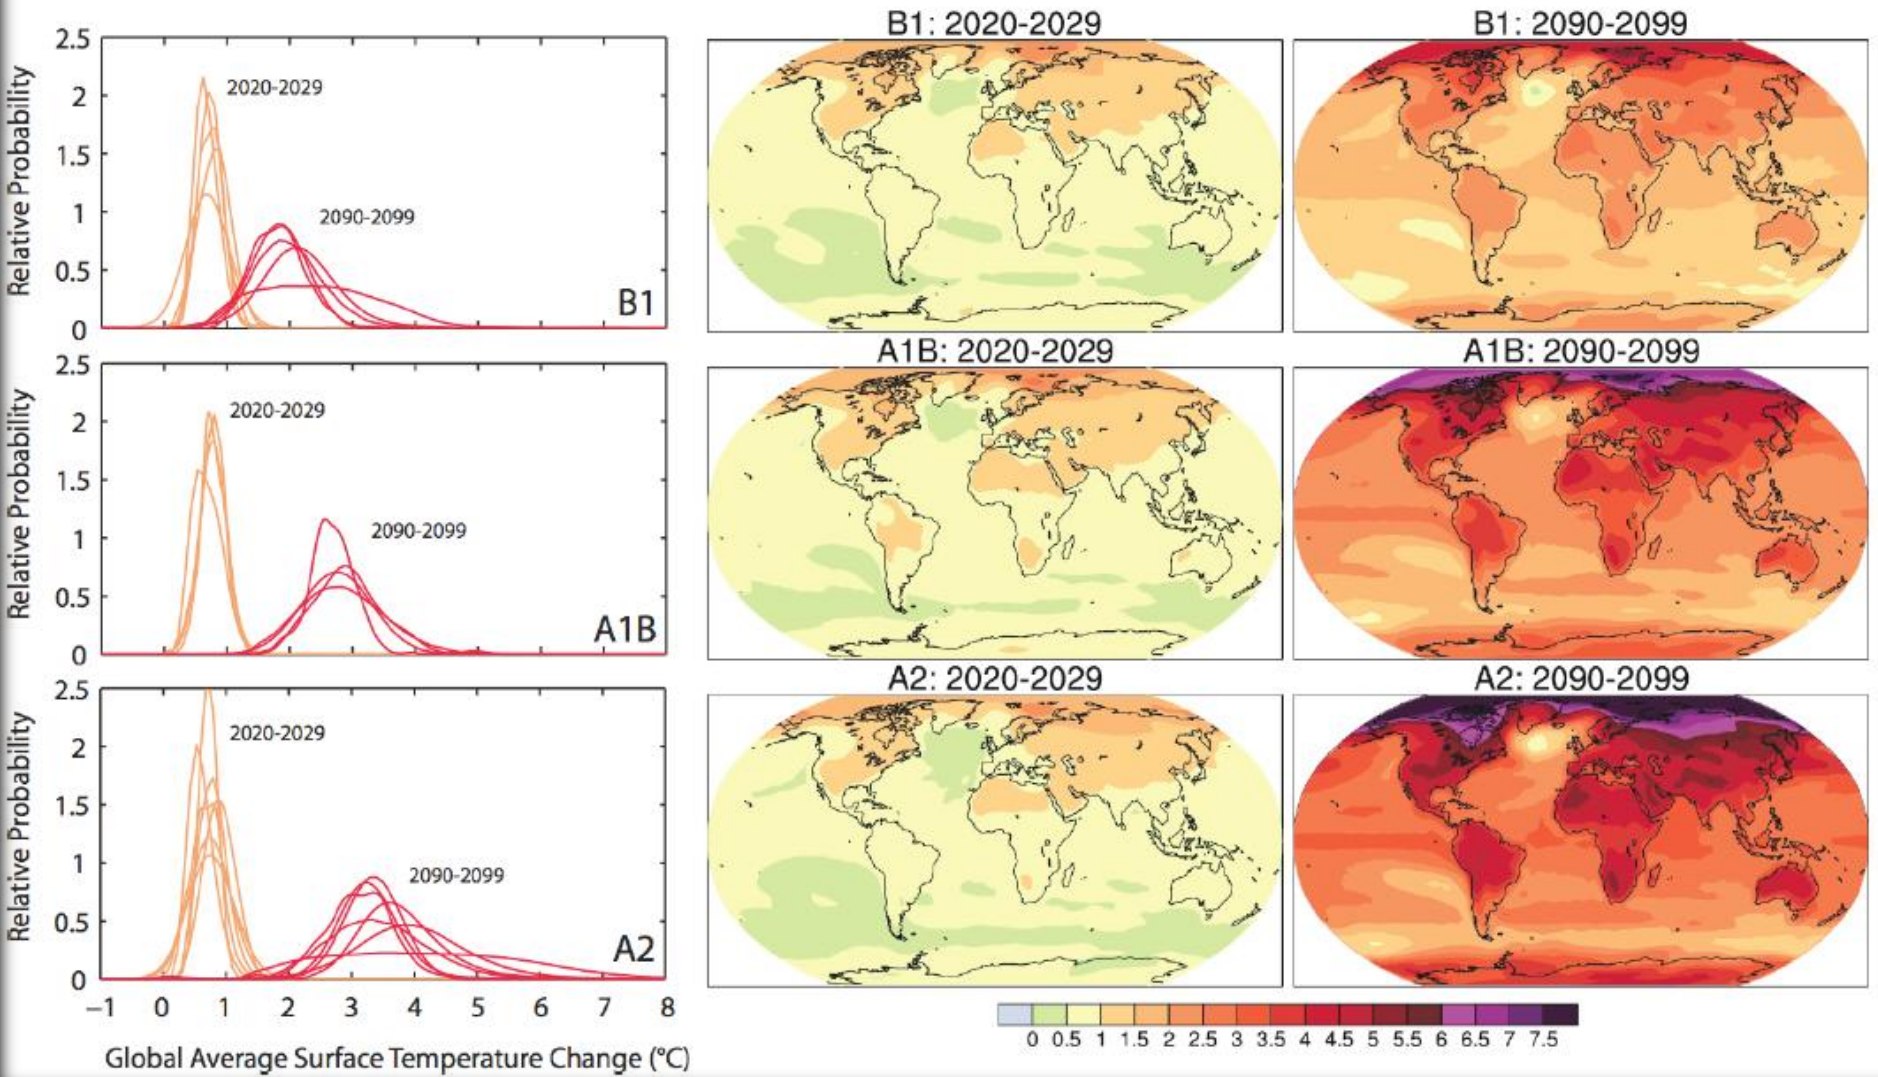 B1: 2020-2029
B1: 2090-2099
2.5
2
1.5
1
0.5
0
Relative Probability
2020-2029
2090-2099
B1
A1B: 2020-2029
A1B: 2090-2099
2.5
2
1.5
1
0.5
0
Relative Probability
2020-2029
2090-2099
A1B
A2: 2020-2029
A2: 2090-2099
2.5
2
1.5
1
0.5
0
Relative Probability
2020-2029
2090-2099
A2
−1 0 1 2 3 4 5 6 7 8
Global Average Surface Temperature Change (°C)
0 0.5 1 1.5 2 2.5 3 3.5 4 4.5 5 5.5 6 6.5 7 7.5